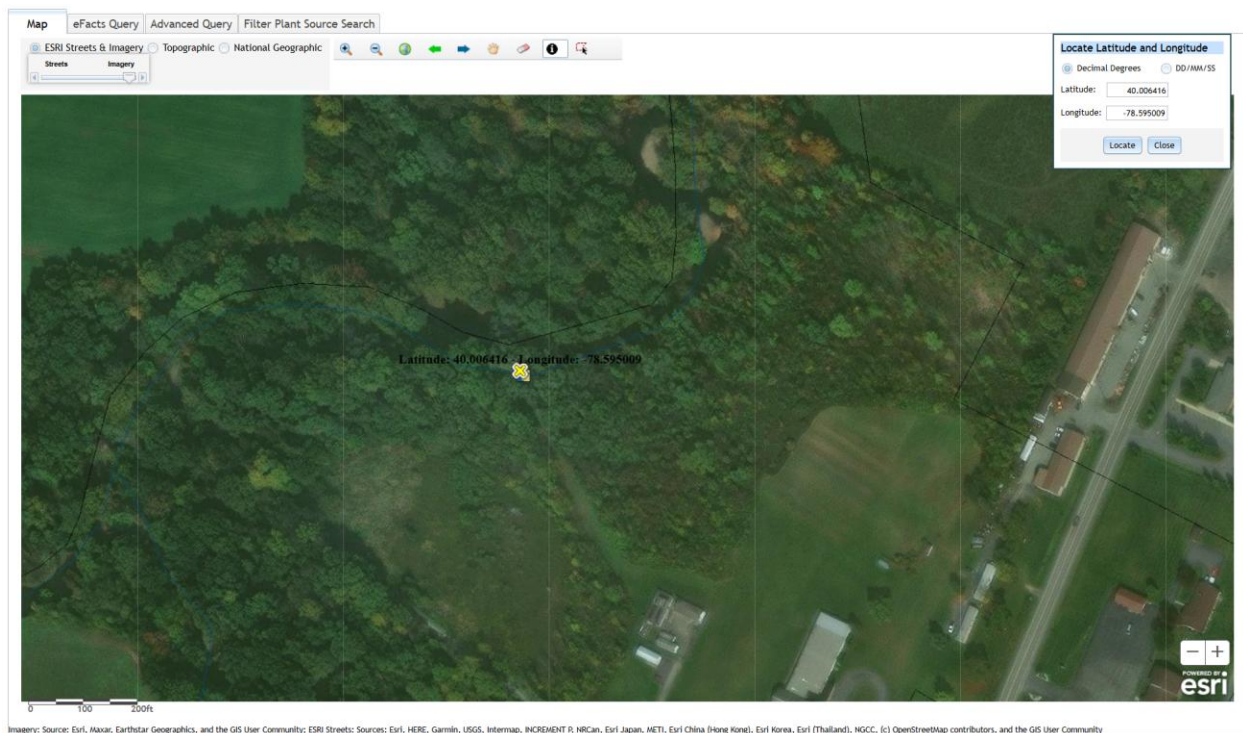 Map eFacts Query Advanced Query Filter Plant Source Search
ESRI Streets & Imagery Topographic National Geographic
Streets Imagery
Locate Latitude and Longitude
Decimal Degrees DD/MM/SS
Latitude: 40.006416
Longitude: -78.595009
Locate Close
Latitude: 40.006416 - Longitude: -78.595009
0 100 200ft
− +
POWERED BY
esri
Imagery: Source: Esri, Maxar, Earthstar Geographics, and the GIS User Community; ESRI Streets: Sources: Esri, HERE, Garmin, USGS, Intermap, INCREMENT P, NRCan, Esri Japan, METI, Esri China (Hong Kong), Esri Korea, Esri (Thailand), NGCC, (c) OpenStreetMap contributors, and the GIS User Community